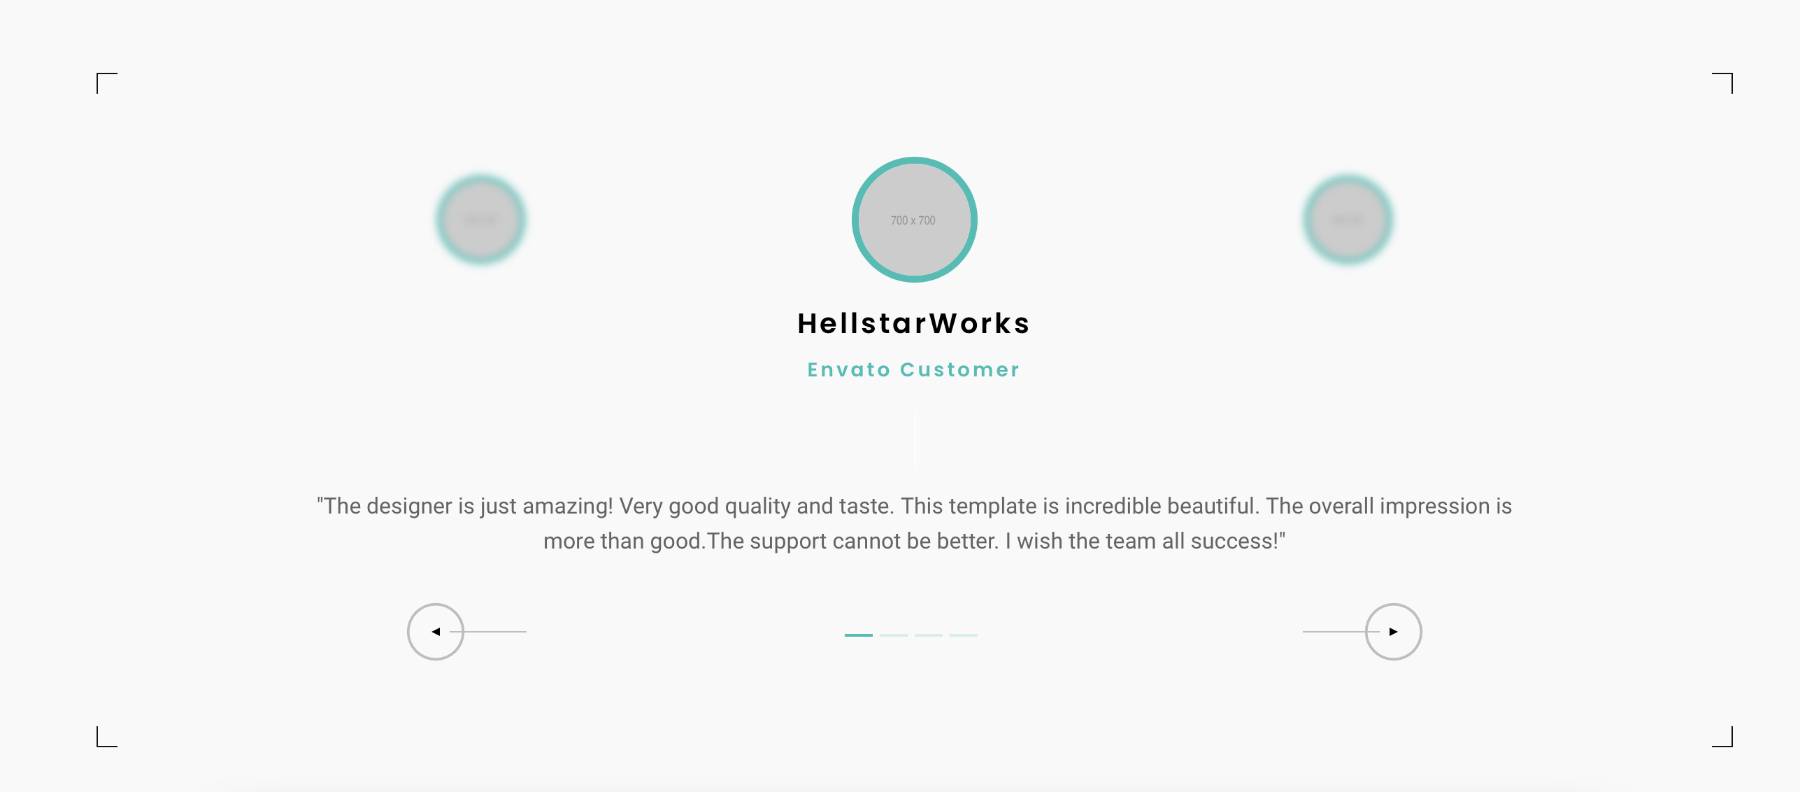 700 x 700
HellstarWorks
Envato Customer
"The designer is just amazing! Very good quality and taste. This template is incredible beautiful. The overall impression is
more than good.The support cannot be better. I wish the team all success!"